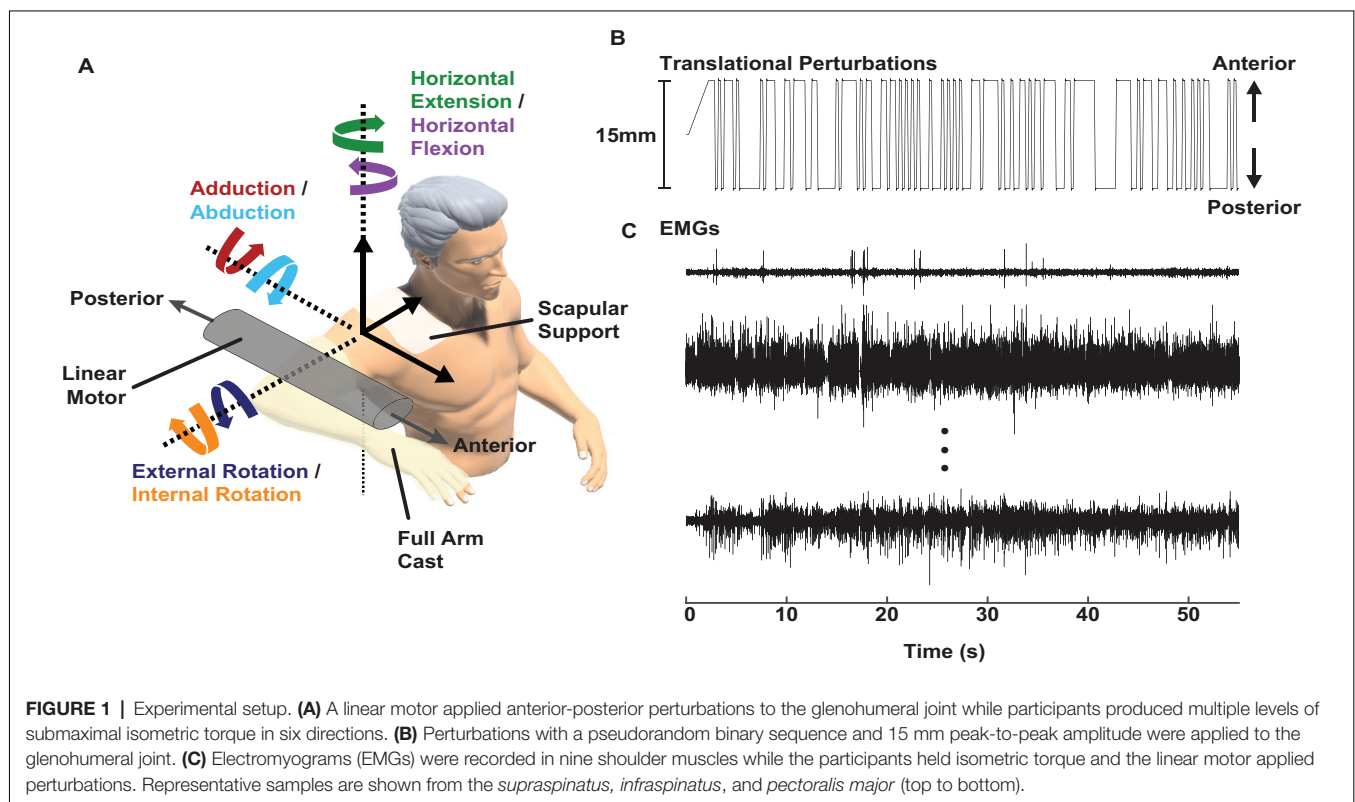 A
Horizontal
Extension /
Horizontal
Flexion
Adduction /
Abduction
Posterior
Linear
Motor
Scapular
Support
Anterior
External Rotation /
Internal Rotation
Full Arm
Cast
B
Translational Perturbations
Anterior
15mm
Posterior
C
EMGs
0 10 20 30 40 50
Time (s)
FIGURE 1 | Experimental setup. (A) A linear motor applied anterior-posterior perturbations to the glenohumeral joint while participants produced multiple levels of
submaximal isometric torque in six directions. (B) Perturbations with a pseudorandom binary sequence and 15 mm peak-to-peak amplitude were applied to the
glenohumeral joint. (C) Electromyograms (EMGs) were recorded in nine shoulder muscles while the participants held isometric torque and the linear motor applied
perturbations. Representative samples are shown from the supraspinatus, infraspinatus, and pectoralis major (top to bottom).